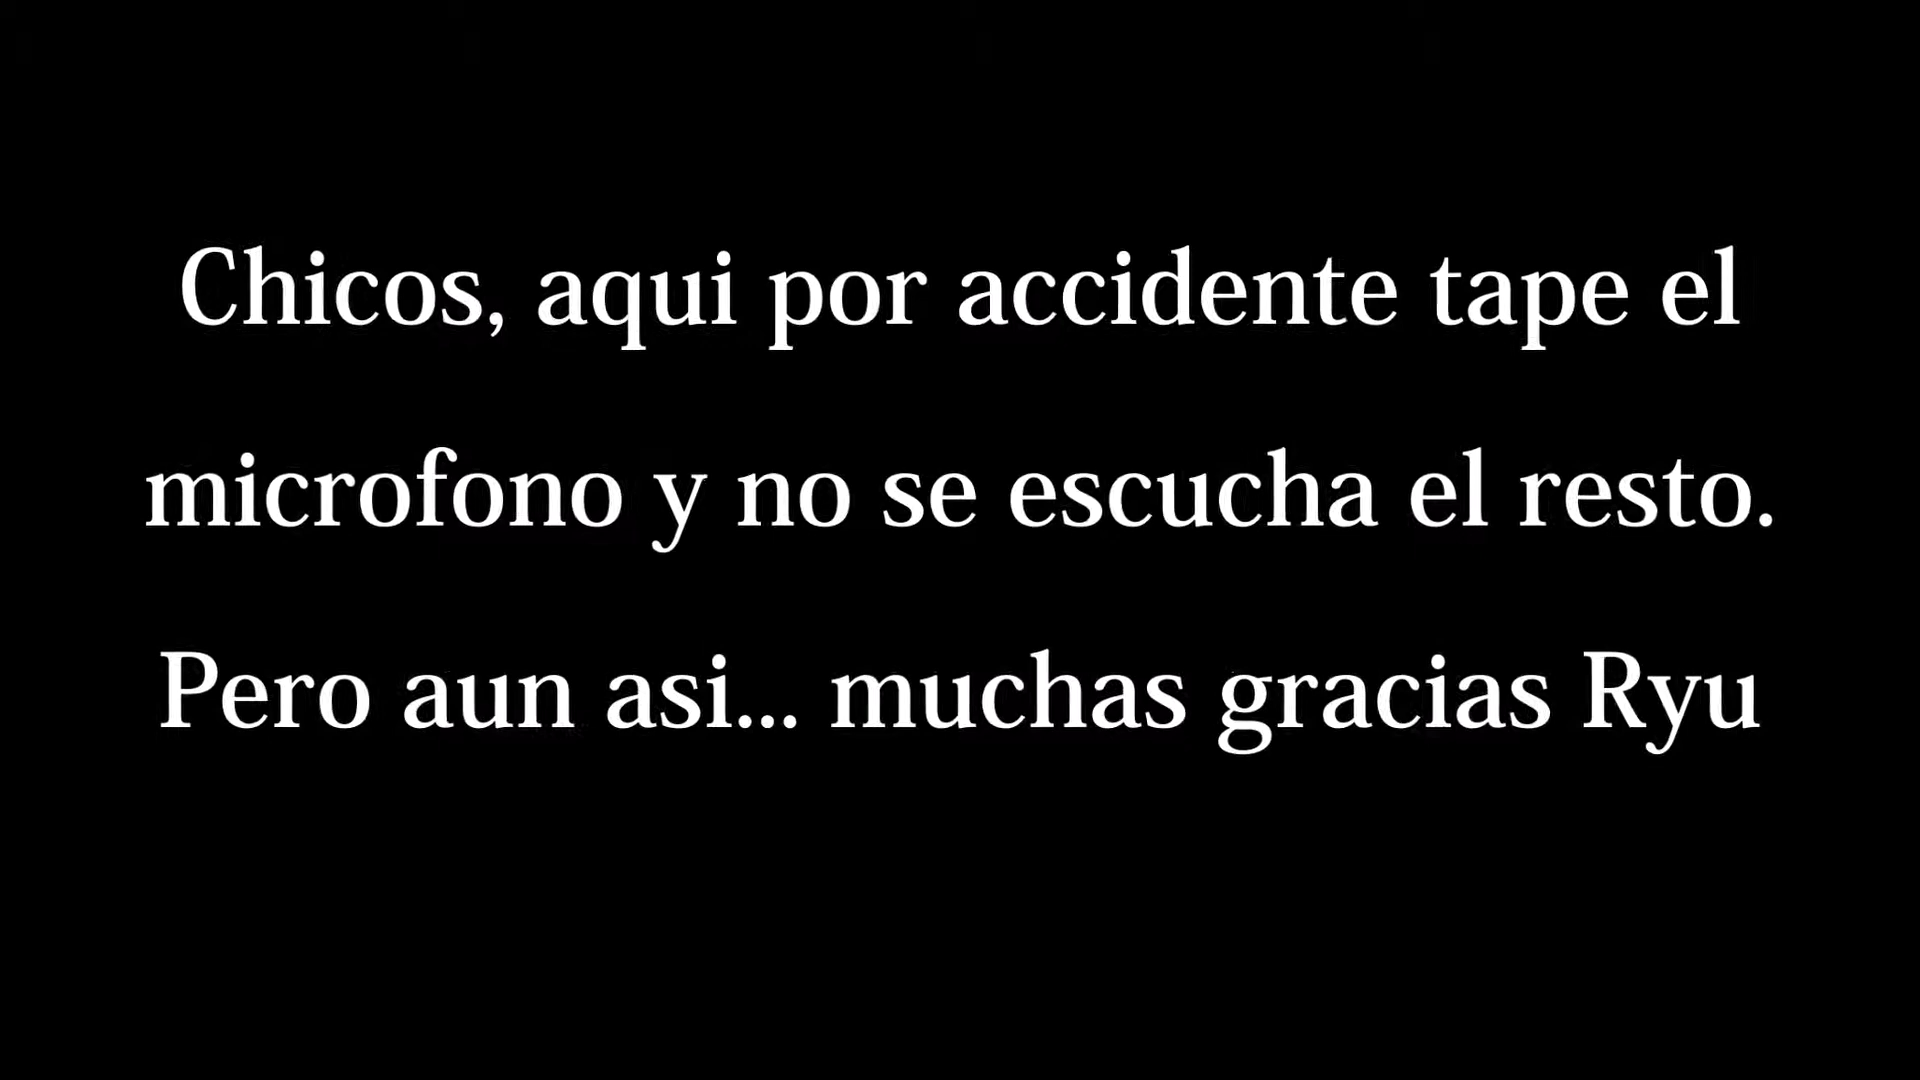 Chicos, aqui por accidente tape el
microfono y no se escucha el resto.
Pero aun asi... muchas gracias Ryu